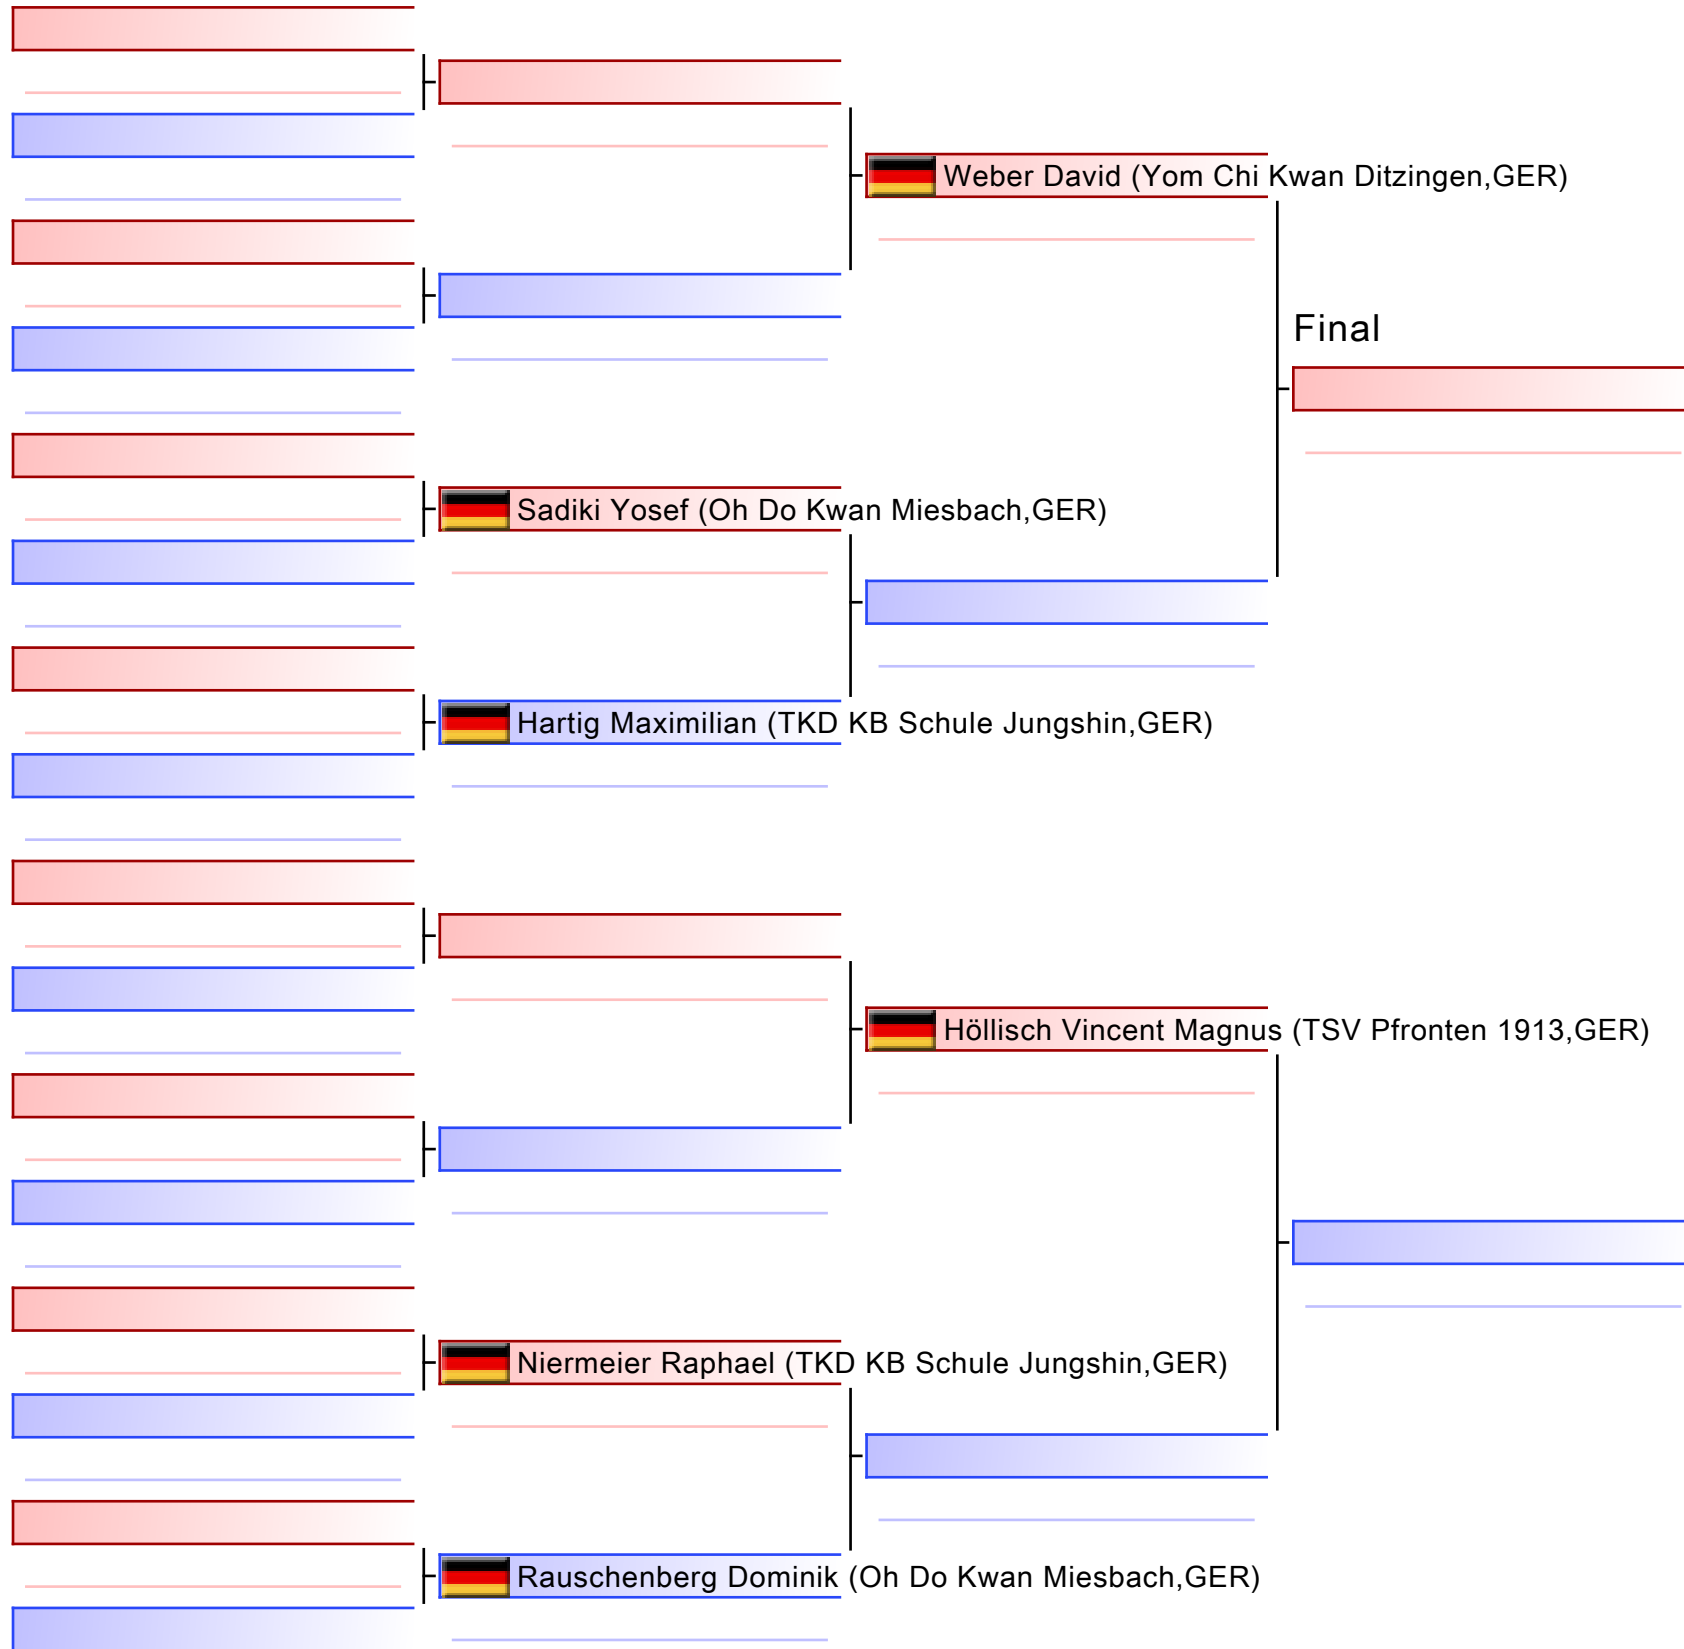 Weber David (Yom Chi Kwan Ditzingen,GER)
Final
Sadiki Yosef (Oh Do Kwan Miesbach,GER)
Hartig Maximilian (TKD KB Schule Jungshin,GER)
Höllisch Vincent Magnus (TSV Pfronten 1913,GER)
Niermeier Raphael (TKD KB Schule Jungshin,GER)
Rauschenberg Dominik (Oh Do Kwan Miesbach,GER)